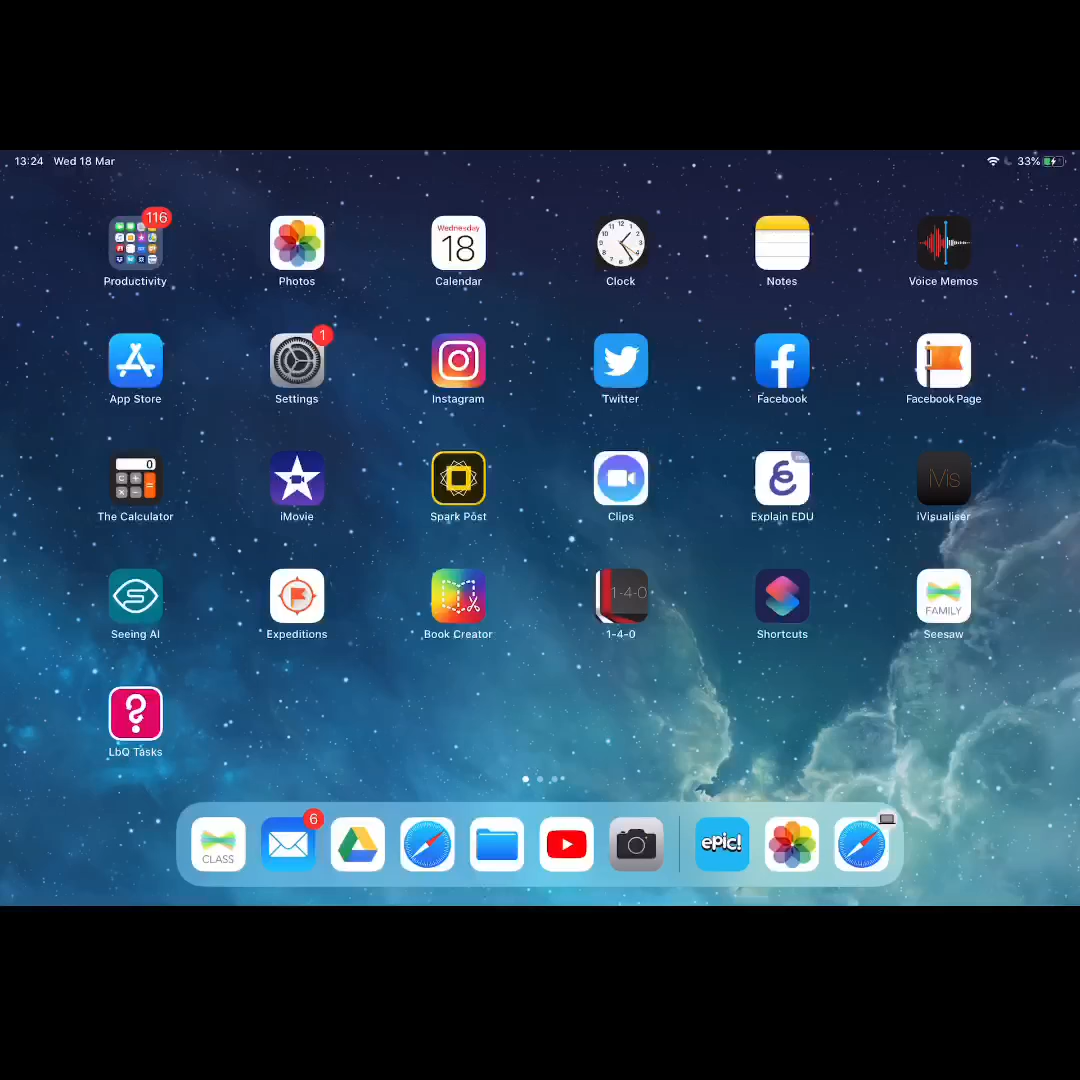 13:24 Wed 18 Mar
33%
116
Wednesday
18
Productivity
Photos
Calendar
Clock
Notes
Voice Memos
1
App Store
Settings
Instagram
Twitter
Facebook
Facebook Page
0
iVis
The Calculator
iMovie
Spark Post
Clips
Explain EDU
iVisualiser
1-4-0
FAMILY
Seeing AI
Expeditions
Book Creator
1-4-0
Shortcuts
Seesaw
LbQ Tasks
6
CLASS
epic!